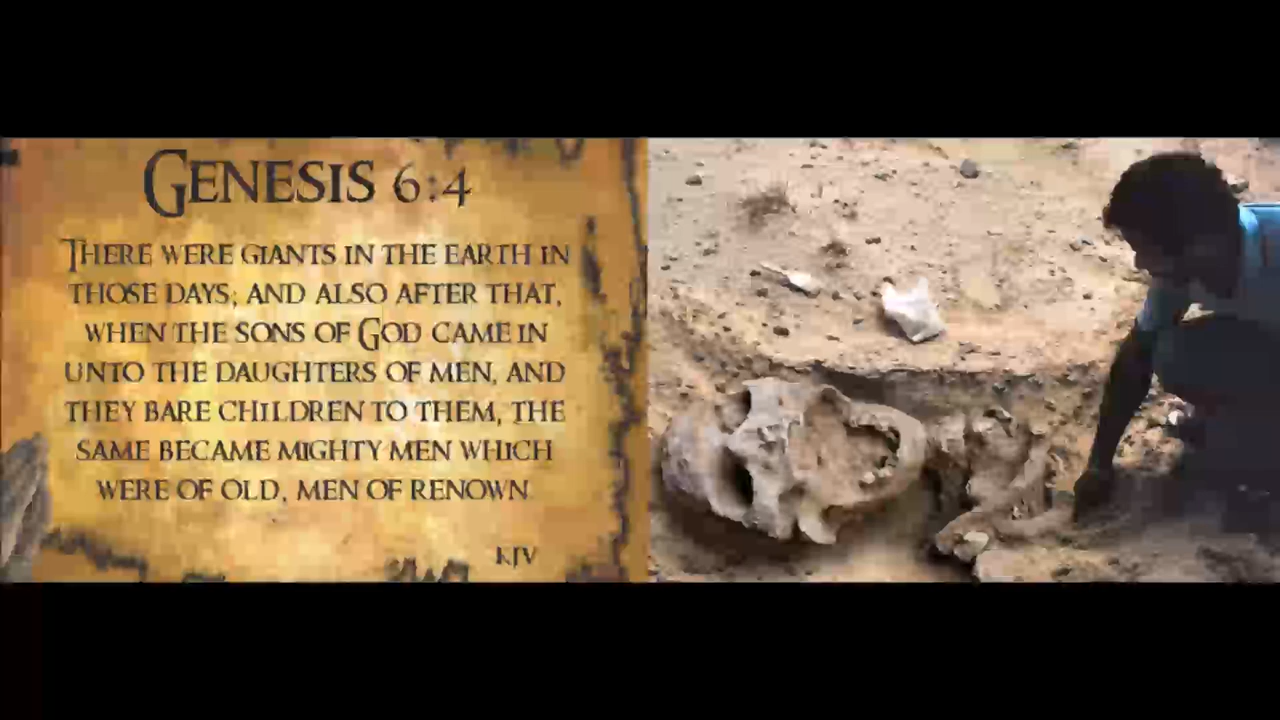 GENESIS 6:4
THERE WERE GIANTS IN THE EARTH IN
THOSE DAYS; AND ALSO AFTER THAT,
WHEN THE SONS OF GOD CAME IN
UNTO THE DAUGHTERS OF MEN, AND
THEY BARE CHILDREN TO THEM, THE
SAME BECAME MIGHTY MEN WHICH
WERE OF OLD, MEN OF RENOWN
KJV